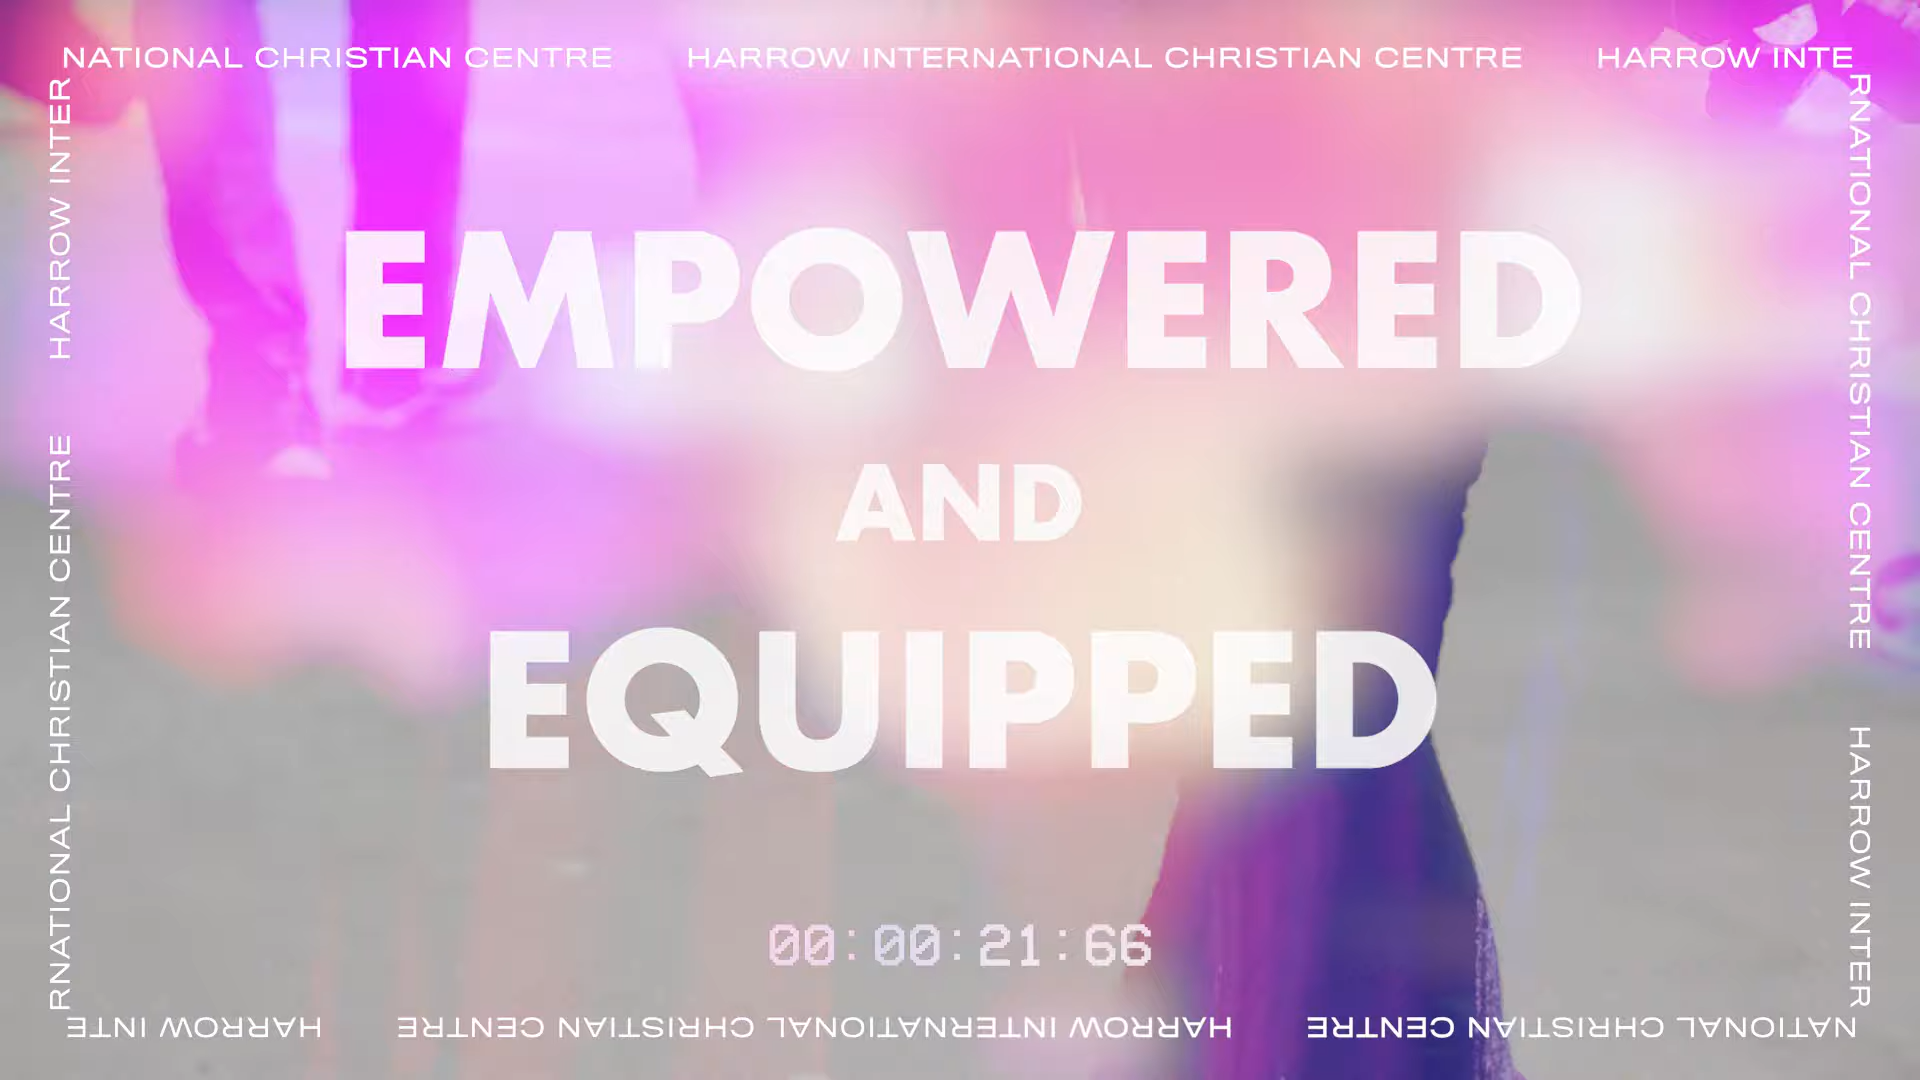 NATIONAL CHRISTIAN CENTRE HARROW INTERNATIONAL CHRISTIAN CENTRE HARROW INTE
RNATIONAL CHRISTIAN CENTRE HARROW INTER
EMPOWERED
AND
EQUIPPED
00:00:21:66
NATIONAL CHRISTIAN CENTRE HARROW INTERNATIONAL CHRISTIAN CENTRE HARROW INTE
RNATIONAL CHRISTIAN CENTRE HARROW INTER